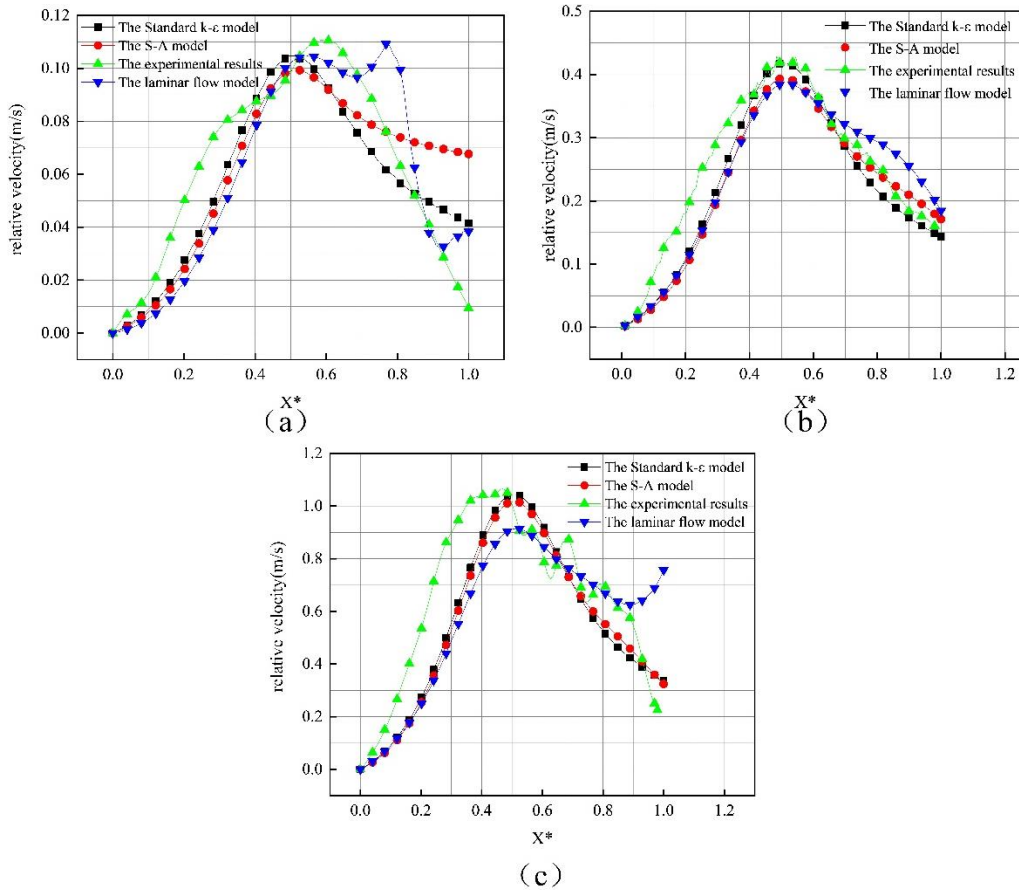 (a)
0.12
0.10
0.08
0.06
0.04
0.02
0.00
relative velocity(m/s)
The Standard k-ε model
The S-A model
The experimental results
The laminar flow model
0.0 0.2 0.4 0.6 0.8 1.0
X*
(b)
0.5
0.4
0.3
0.2
0.1
0.0
relative velocity(m/s)
The Standard k-ε model
The S-A model
The experimental results
The laminar flow model
0.0 0.2 0.4 0.6 0.8 1.0 1.2
X*
(c)
1.2
1.0
0.8
0.6
0.4
0.2
0.0
relative velocity(m/s)
The Standard k-ε model
The S-A model
The experimental results
The laminar flow model
0.0 0.2 0.4 0.6 0.8 1.0
X*